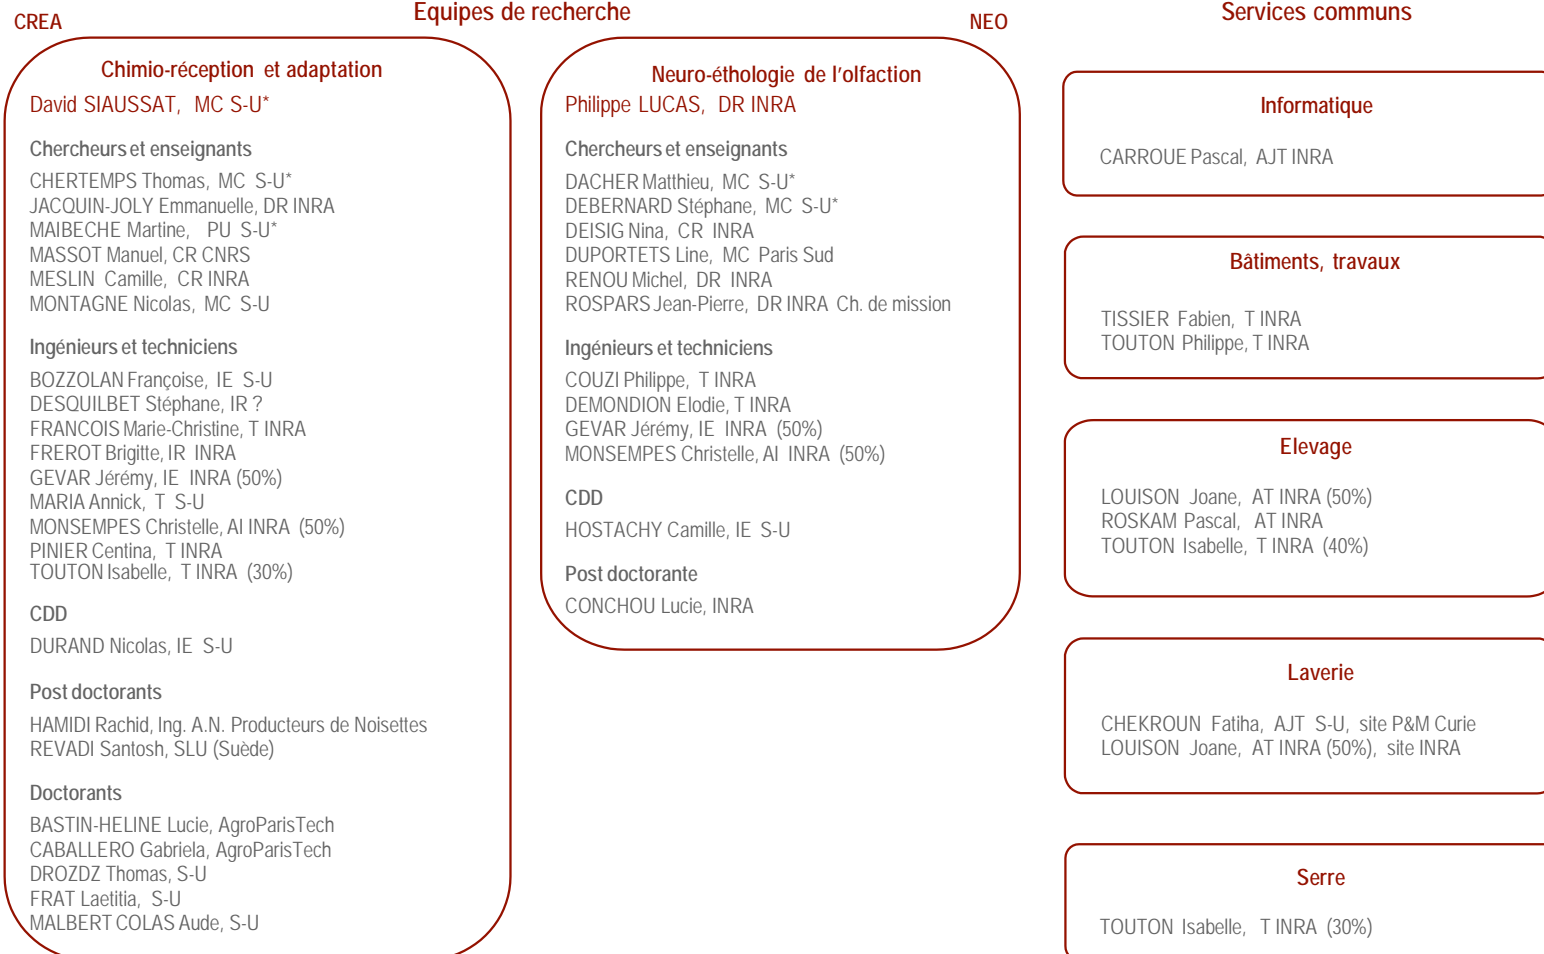 Equipes de recherche
CREA
NEO
Services communs
Chimio-réception et adaptation
David SIAUSSAT, MC S-U*
Chercheurs et enseignants
CHERTEMPS Thomas, MC S-U*
JACQUIN-JOLY Emmanuelle, DR INRA
MAIBECHE Martine, PU S-U*
MASSOT Manuel, CR CNRS
MESLIN Camille, CR INRA
MONTAGNE Nicolas, MC S-U
Ingénieurs et techniciens
BOZZOLAN Françoise, IE S-U
DESQUILBET Stéphane, IR ?
FRANCOIS Marie-Christine, T INRA
FREROT Brigitte, IR INRA
GEVAR Jérémy, IE INRA (50%)
MARIA Annick, T S-U
MONSEMPES Christelle, AI INRA (50%)
PINIER Centina, T INRA
TOUTON Isabelle, T INRA (30%)
CDD
DURAND Nicolas, IE S-U
Post doctorants
HAMIDI Rachid, Ing. A.N. Producteurs de Noisettes
REVADI Santosh, SLU (Suède)
Doctorants
BASTIN-HELINE Lucie, AgroParisTech
CABALLERO Gabriela, AgroParisTech
DROZDZ Thomas, S-U
FRAT Laetitia, S-U
MALBERT COLAS Aude, S-U
Neuro-éthologie de l'olfaction
Philippe LUCAS, DR INRA
Chercheurs et enseignants
DACHER Matthieu, MC S-U*
DEBERNARD Stéphane, MC S-U*
DEISIG Nina, CR INRA
DUPORTETS Line, MC Paris Sud
RENOU Michel, DR INRA
ROSPARS Jean-Pierre, DR INRA Ch. de mission
Ingénieurs et techniciens
COUZI Philippe, T INRA
DEMONDION Elodie, T INRA
GEVAR Jérémy, IE INRA (50%)
MONSEMPES Christelle, AI INRA (50%)
CDD
HOSTACHY Camille, IE S-U
Post doctorante
CONCHOU Lucie, INRA
Informatique
CARROUE Pascal, AJT INRA
Bâtiments, travaux
TISSIER Fabien, T INRA
TOUTON Philippe, T INRA
Elevage
LOUISON Joane, AT INRA (50%)
ROSKAM Pascal, AT INRA
TOUTON Isabelle, T INRA (40%)
Laverie
CHEKROUN Fatiha, AJT S-U, site P&M Curie
LOUISON Joane, AT INRA (50%), site INRA
Serre
TOUTON Isabelle, T INRA (30%)